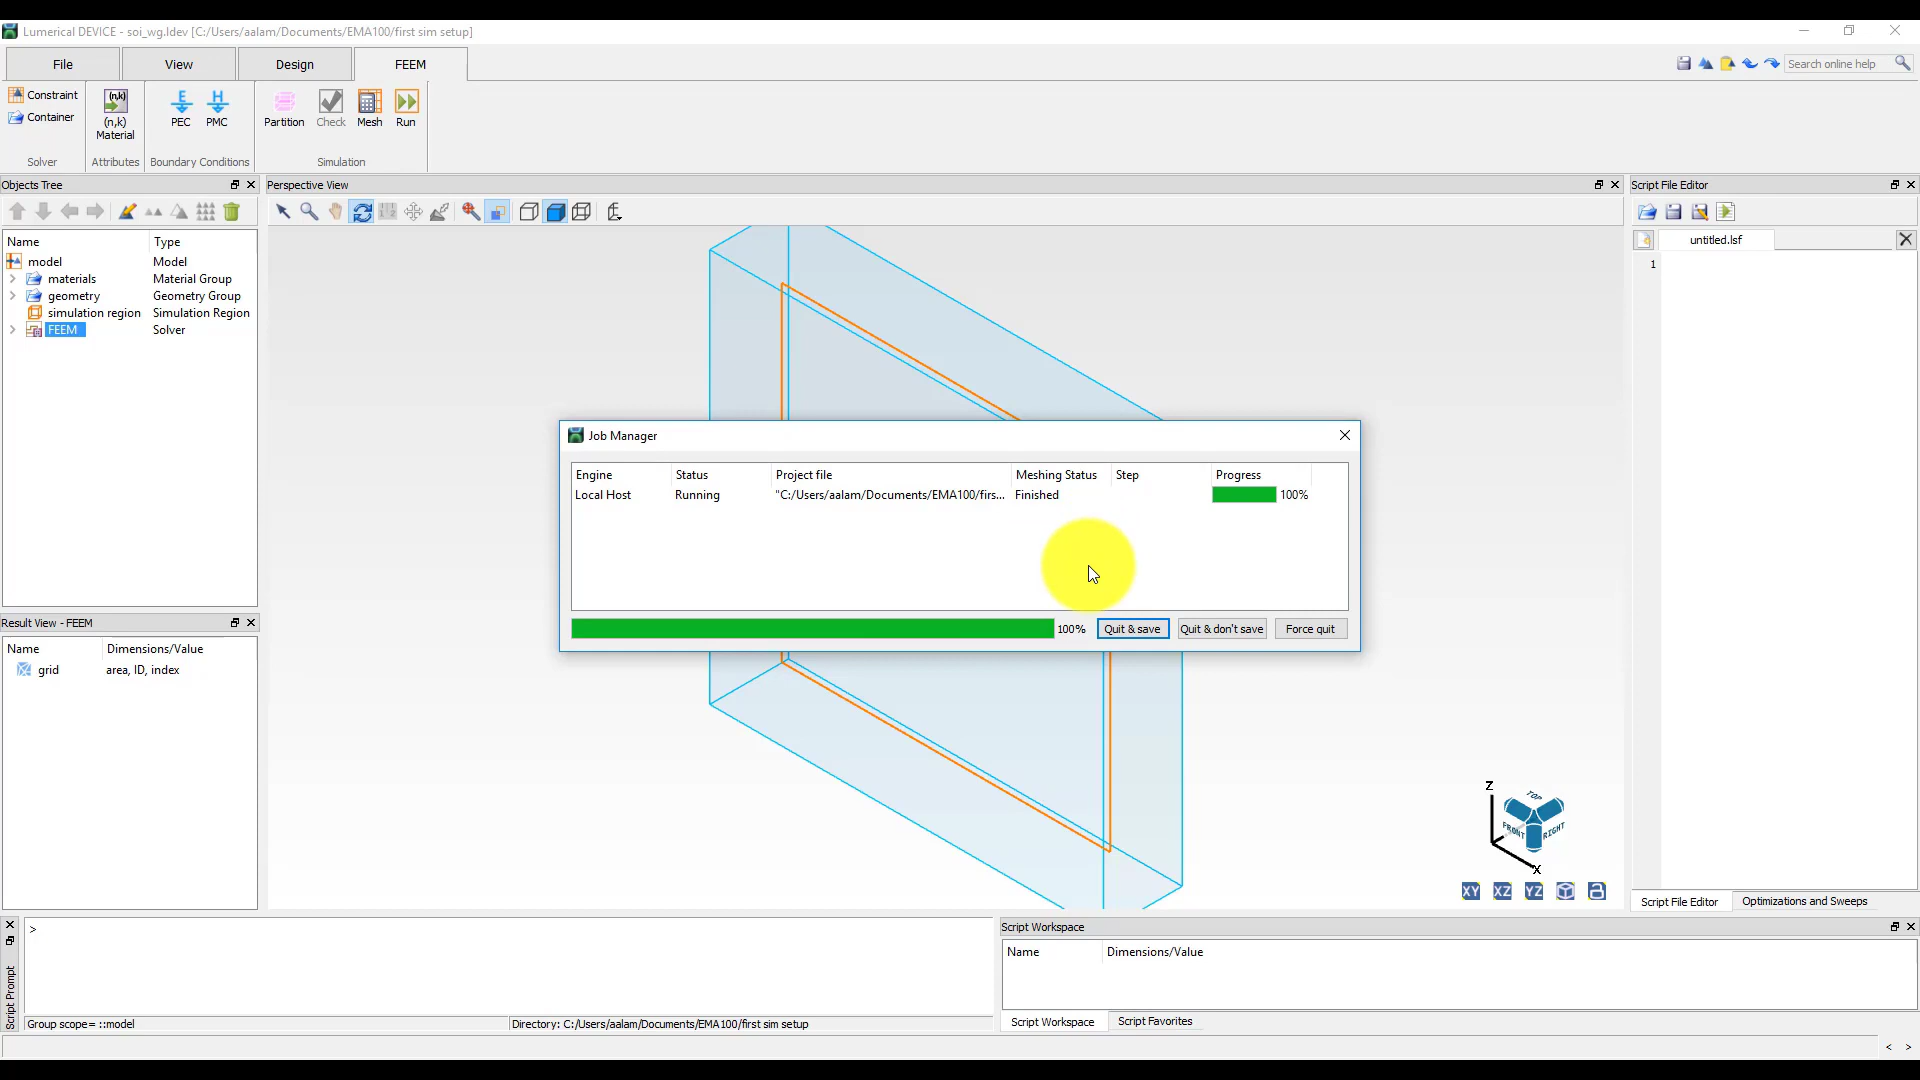 Lumerical DEVICE - soi_wg.ldev [C:/Users/aalam/Documents/EMA100/first sim setup]
File
View
Design
FEEM
Search online help
Constraint
Container
Solver
(n,k)
(n,k)
Material
Attributes
E
PEC
H
PMC
Boundary Conditions
Partition
Check
Mesh
Run
Simulation
Objects Tree
Name Type
model Model
materials Material Group
geometry Geometry Group
simulation region Simulation Region
FEEM Solver
Result View - FEEM
Name Dimensions/Value
grid area, ID, index
Perspective View
Job Manager
Engine Status Project file Meshing Status Step Progress
Local Host Running "C:/Users/aalam/Documents/EMA100/firs... Finished 100%
100% Quit & save Quit & don't save Force quit
z
x
TOP
FRONT
RIGHT
XY XZ YZ
Script File Editor
untitled.lsf
1
Script File Editor Optimizations and Sweeps
>
Script Prompt
Group scope= ::model
Directory: C:/Users/aalam/Documents/EMA100/first sim setup
Script Workspace
Name Dimensions/Value
Script Workspace Script Favorites
< >